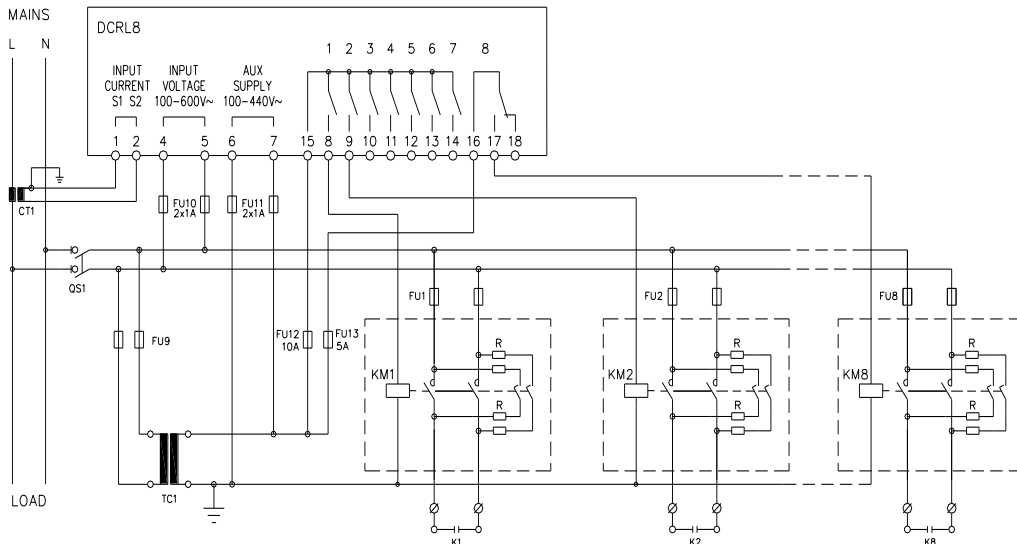 MAINS
L N
DCRL8
1 2 3 4 5 6 7 8
INPUT CURRENT
S1 S2
INPUT VOLTAGE
100-600V~
AUX SUPPLY
100-440V~
1 2 4 5 6 7 15 8 9 10 11 12 13 14 16 17 18
CT1
FU10
2x1A
FU11
2x1A
QS1
FU1
FU2
FU8
FU9
FU12
10A
FU13
5A
R
R
R
KM1
KM2
KM8
R
R
R
LOAD
TC1
K1
K2
K8